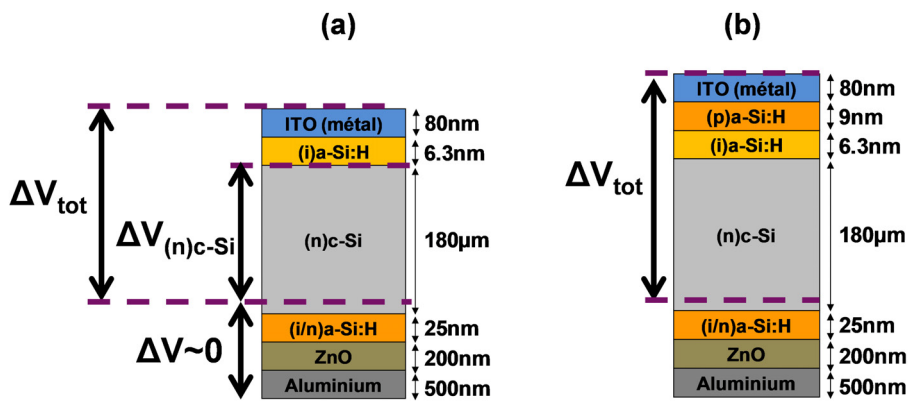 (a)
ITO (métal) 80nm
(i)a-Si:H 6.3nm
ΔVtot
ΔV(n)c-Si
(n)c-Si 180µm
ΔV~0
(i/n)a-Si:H 25nm
ZnO 200nm
Aluminium 500nm
(b)
ITO (métal) 80nm
(p)a-Si:H 9nm
(i)a-Si:H 6.3nm
ΔVtot
(n)c-Si 180µm
(i/n)a-Si:H 25nm
ZnO 200nm
Aluminium 500nm